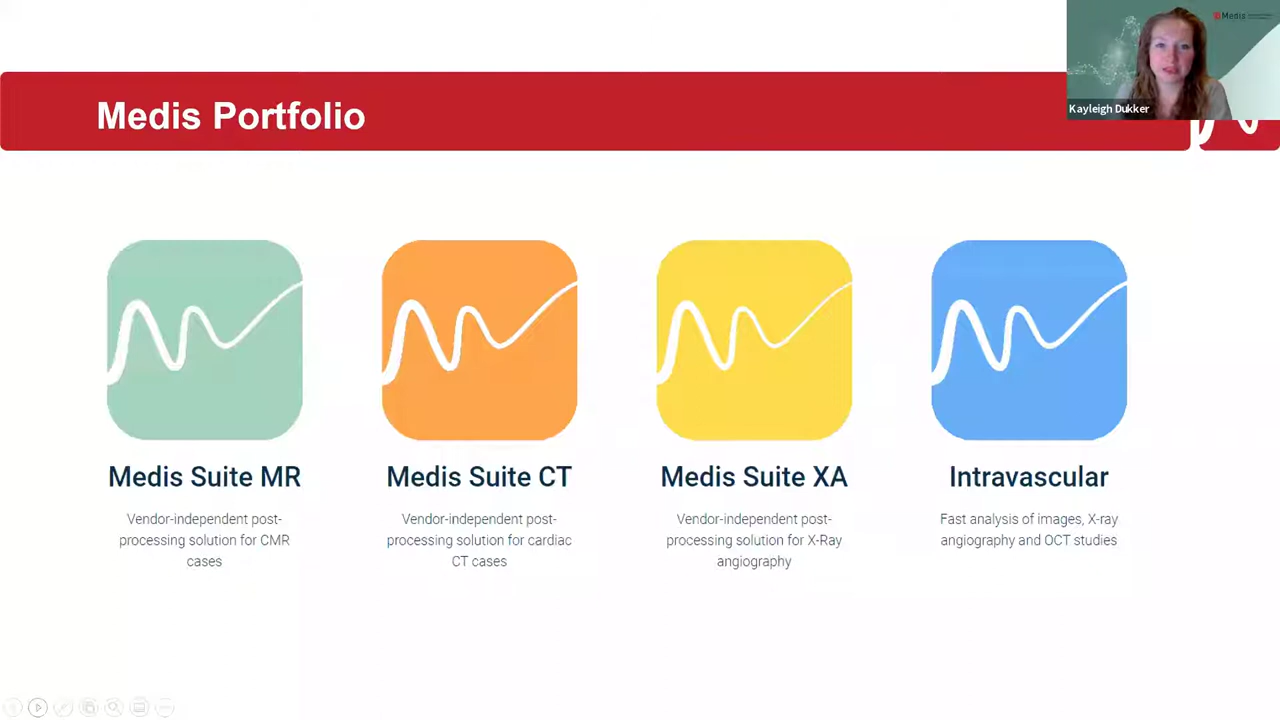 Medis
Kayleigh Dukker
Medis Portfolio
Medis Suite MR
Vendor-independent post-
processing solution for CMR
cases
Medis Suite CT
Vendor-independent post-
processing solution for cardiac
CT cases
Medis Suite XA
Vendor-independent post-
processing solution for X-Ray
angiography
Intravascular
Fast analysis of images, X-ray
angiography and OCT studies